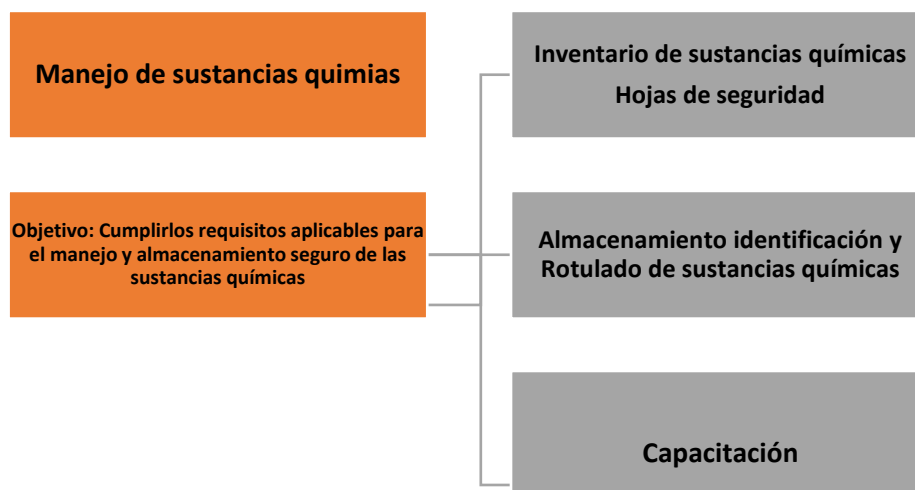 Manejo de sustancias quimias
Objetivo: Cumplirlos requisitos aplicables para
el manejo y almacenamiento seguro de las
sustancias químicas
Inventario de sustancias químicas
Hojas de seguridad
Almacenamiento identificación y
Rotulado de sustancias químicas
Capacitación